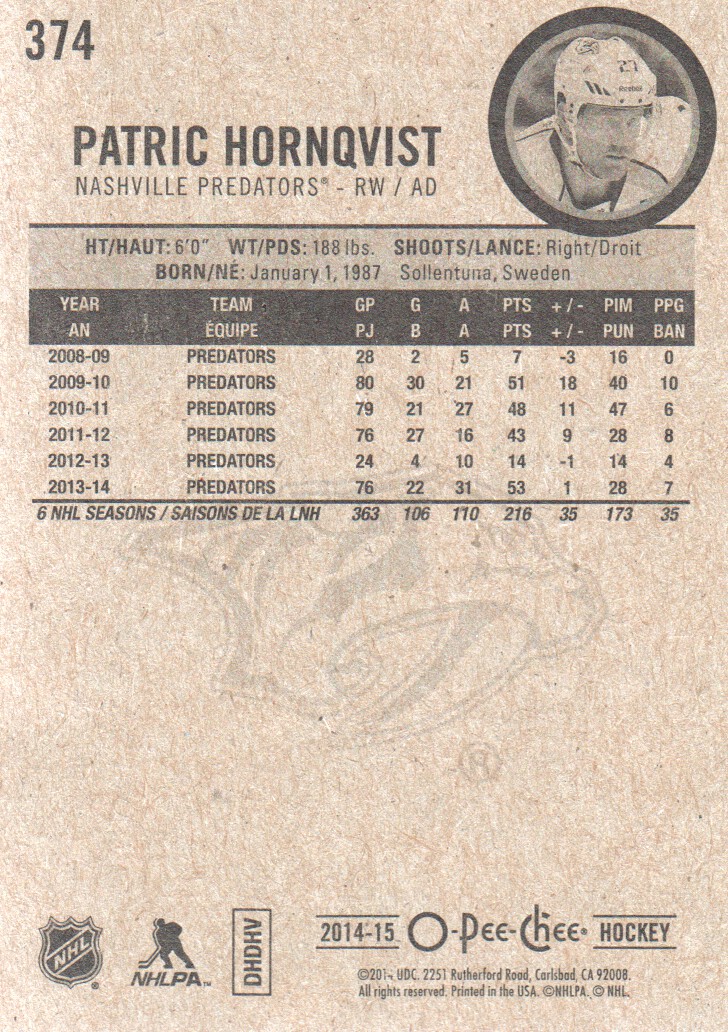 374
PATRIC HORNQVIST
NASHVILLE PREDATORS® - RW / AD
27
Reebok
HT/HAUT: 6'0" WT/PDS: 188 lbs. SHOOTS/LANCE: Right/Droit
BORN/NÉ: January 1, 1987 Sollentuna, Sweden
YEAR TEAM GP G A PTS +/- PIM PPG
AN ÉQUIPE PJ B A PTS +/- PUN BAN
2008-09 PREDATORS 28 2 5 7 -3 16 0
2009-10 PREDATORS 80 30 21 51 18 40 10
2010-11 PREDATORS 79 21 27 48 11 47 6
2011-12 PREDATORS 76 27 16 43 9 28 8
2012-13 PREDATORS 24 4 10 14 -1 14 4
2013-14 PREDATORS 76 22 31 53 1 28 7
6 NHL SEASONS / SAISONS DE LA LNH 363 106 110 216 35 173 35
®
NHL ®
NHLPA™
DHDHV
2014-15 O-Pee-Chee® HOCKEY
UDC. 2251 Rutherford Road, Carlsbad, CA 92008.
All rights reserved. Printed in the USA. ©NHLPA. © NHL.